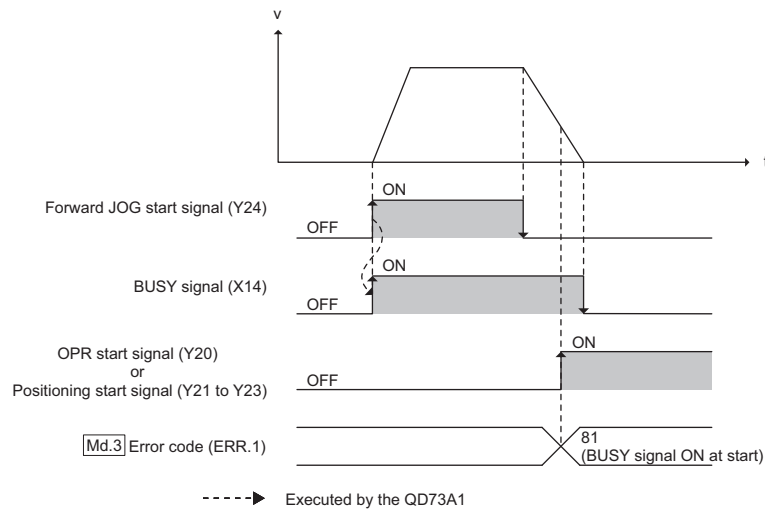 v
t
ON
Forward JOG start signal (Y24)
OFF
ON
BUSY signal (X14)
OFF
OPR start signal (Y20)
or
Positioning start signal (Y21 to Y23)
ON
OFF
Md.3 Error code (ERR.1)
81
(BUSY signal ON at start)
Executed by the QD73A1